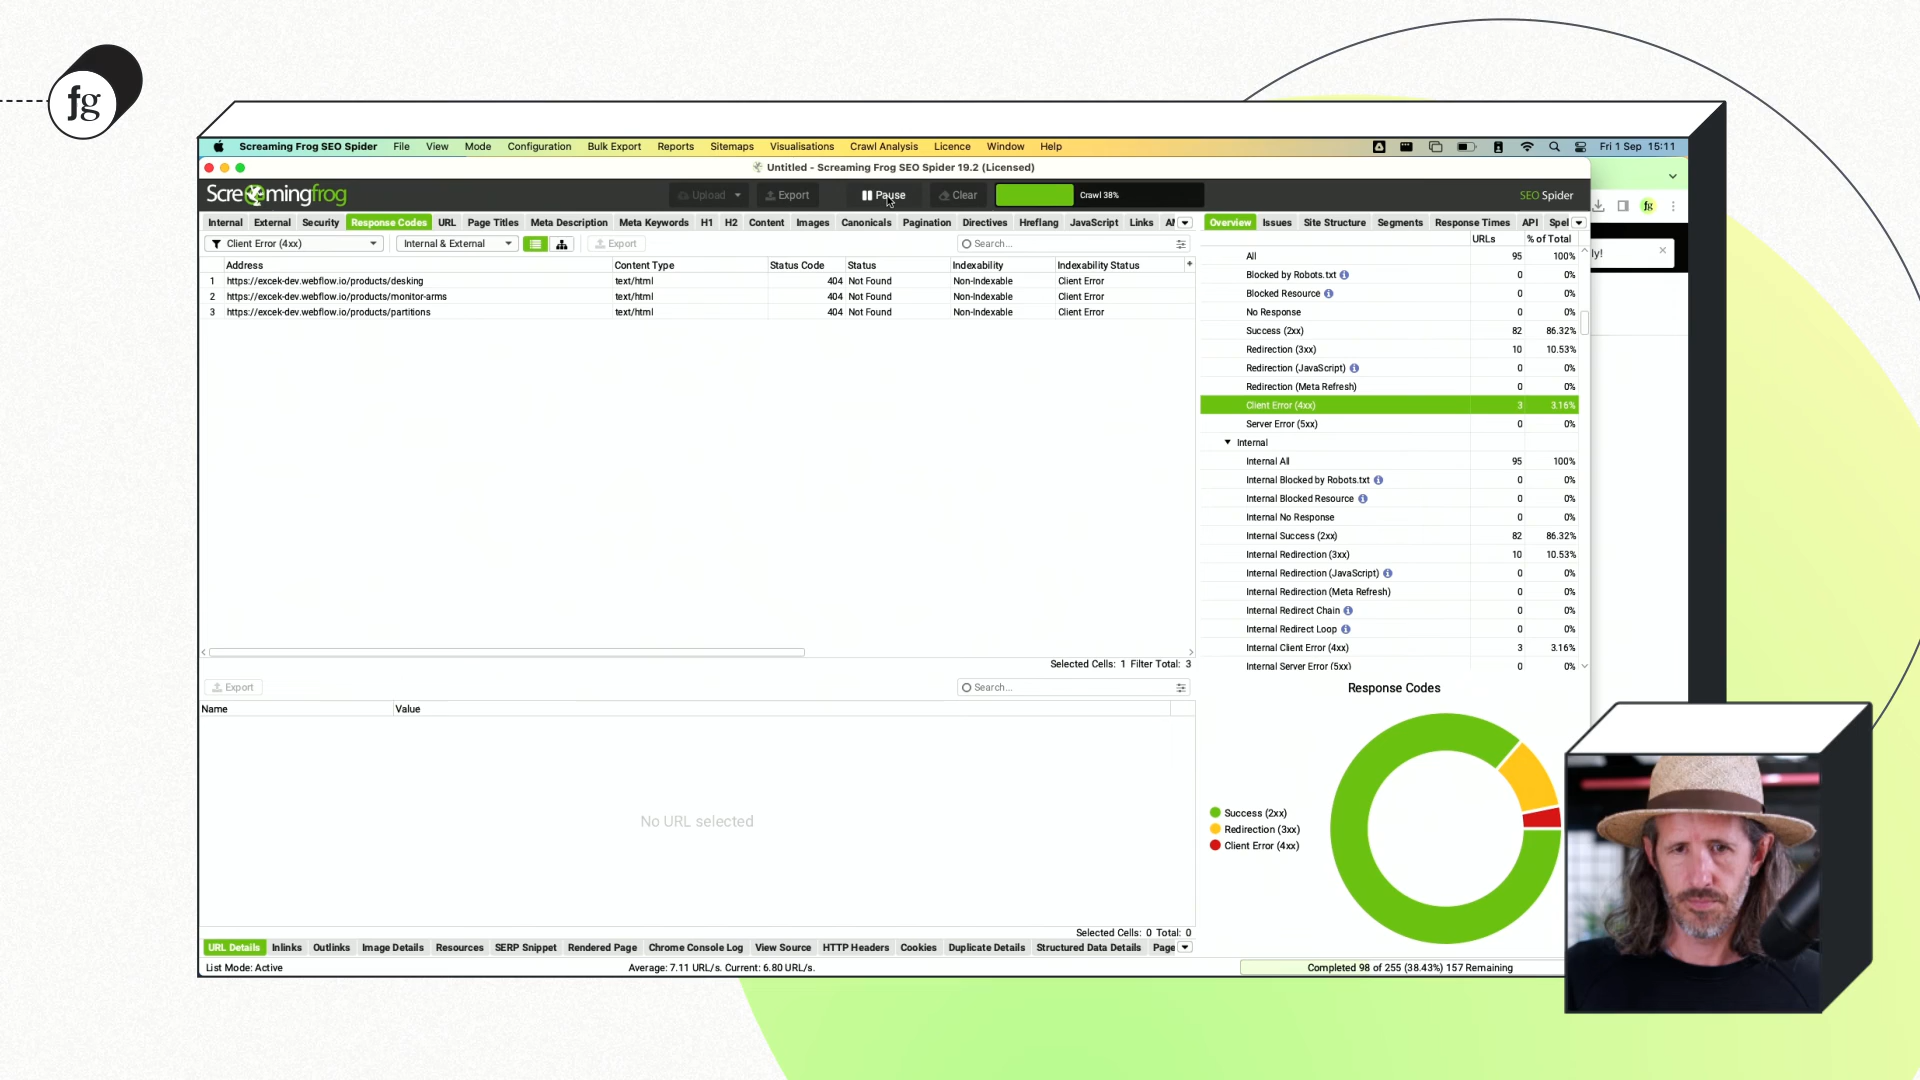 fg
Screaming Frog SEO Spider File View Mode Configuration Bulk Export Reports Sitemaps Visualisations Crawl Analysis Licence Window Help Fri 1 Sep 15:11
Untitled - Screaming Frog SEO Spider 19.2 (Licensed)
Screamingfrog Upload Export Pause Clear Crawl 38% SEO Spider
fg
Internal External Security Response Codes URL Page Titles Meta Description Meta Keywords H1 H2 Content Images Canonicals Pagination Directives Hreflang JavaScript Links Overview Issues Site Structure Segments Response Times API Spel
Client Error (4xx) Internal & External Export Search...
URLs % of Total
ly!
Address Content Type Status Code Status Indexability Indexability Status +
1 https://excek-dev.webflow.io/products/desking text/html 404 Not Found Non-Indexable Client Error
2 https://excek-dev.webflow.io/products/monitor-arms text/html 404 Not Found Non-Indexable Client Error
3 https://excek-dev.webflow.io/products/partitions text/html 404 Not Found Non-Indexable Client Error
Selected Cells: 1 Filter Total: 3
All 95 100%
Blocked by Robots.txt 0 0%
Blocked Resource 0 0%
No Response 0 0%
Success (2xx) 82 86.32%
Redirection (3xx) 10 10.53%
Redirection (JavaScript) 0 0%
Redirection (Meta Refresh) 0 0%
Client Error (4xx) 3 3.16%
Server Error (5xx) 0 0%
Internal
Internal All 95 100%
Internal Blocked by Robots.txt 0 0%
Internal Blocked Resource 0 0%
Internal No Response 0 0%
Internal Success (2xx) 82 86.32%
Internal Redirection (3xx) 10 10.53%
Internal Redirection (JavaScript) 0 0%
Internal Redirection (Meta Refresh) 0 0%
Internal Redirect Chain 0 0%
Internal Redirect Loop 0 0%
Internal Client Error (4xx) 3 3.16%
Internal Server Error (5xx) 0 0%
Export Search...
Name Value
No URL selected
Selected Cells: 0 Total: 0
Response Codes
Success (2xx)
Redirection (3xx)
Client Error (4xx)
URL Details Inlinks Outlinks Image Details Resources SERP Snippet Rendered Page Chrome Console Log View Source HTTP Headers Cookies Duplicate Details Structured Data Details Page
List Mode: Active Average: 7.11 URL/s. Current: 6.80 URL/s. Completed 98 of 255 (38.43%) 157 Remaining